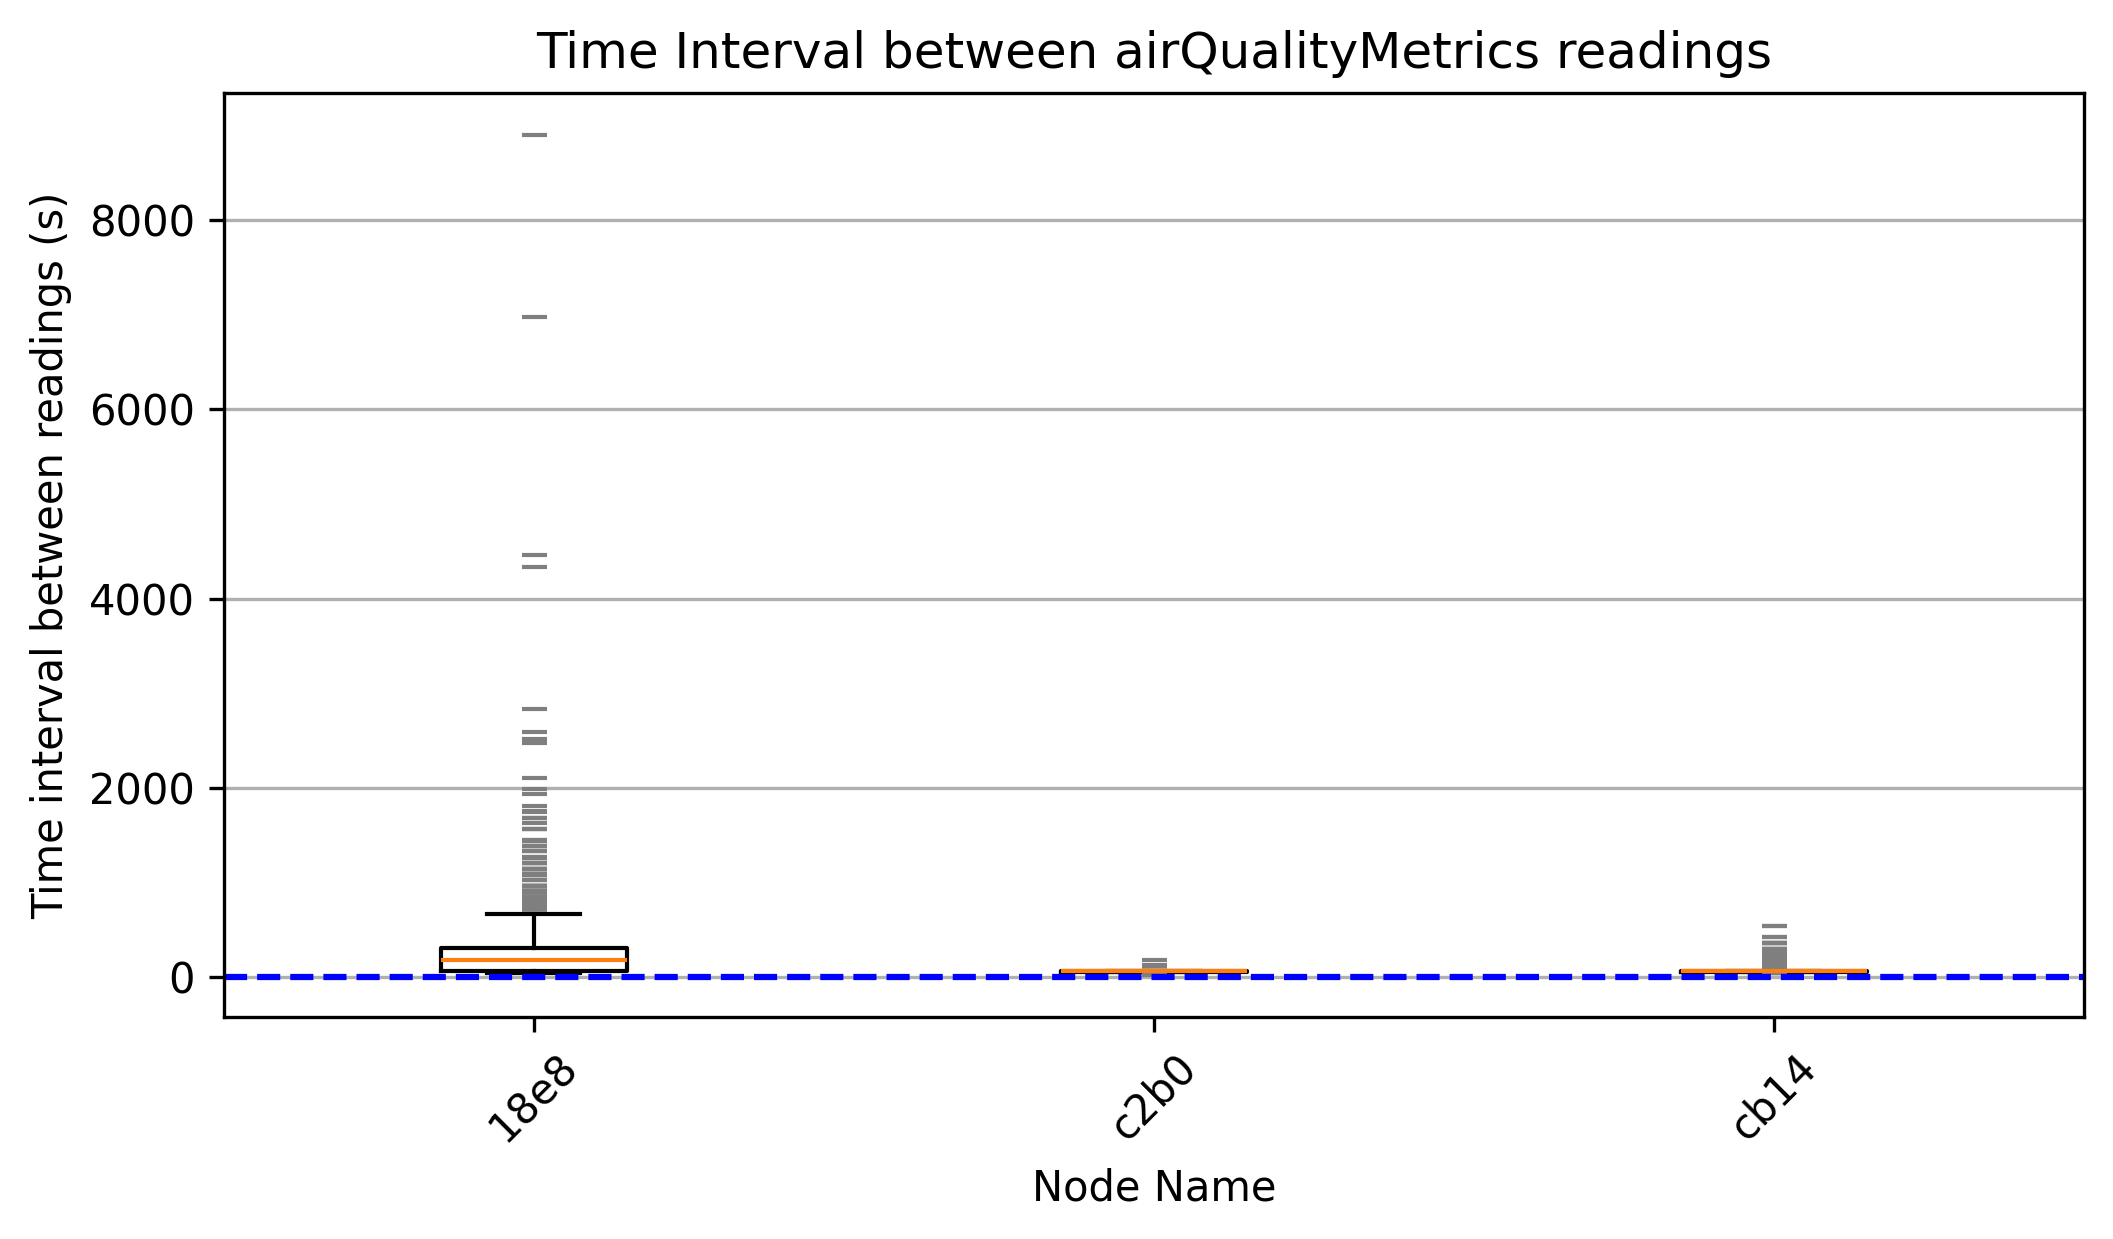 Time Interval between airQualityMetrics readings
Time interval between readings (s)
8000
6000
4000
2000
0
18e8
c2b0
cb14
Node Name